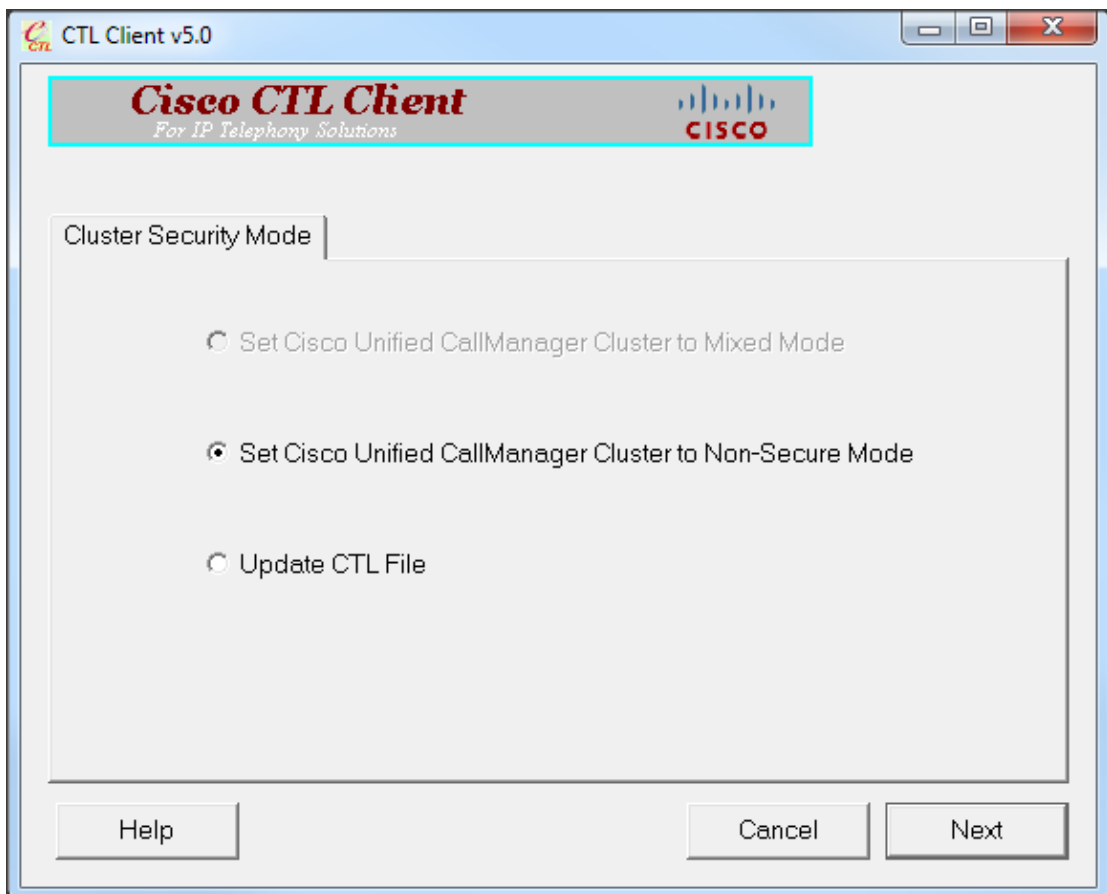 CTL Client v5.0
Cisco CTL Client
For IP Telephony Solutions
CISCO
Cluster Security Mode
Set Cisco Unified CallManager Cluster to Mixed Mode
Set Cisco Unified CallManager Cluster to Non-Secure Mode
Update CTL File
Help
Cancel
Next